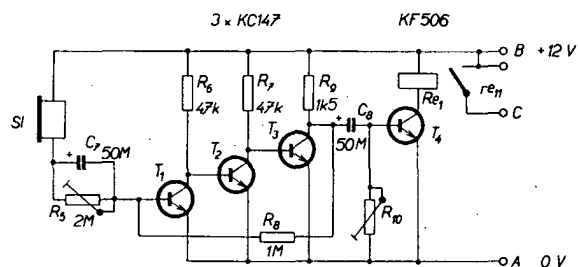 3 x KC147 KF506
B +12 V
R6 47k
R7 47k
R9 1k5
Re1
re11
C
Sl
C7 50M
T1
T2
T3
C8 50M
T4
R5 2M
R8 1M
R10
A 0 V